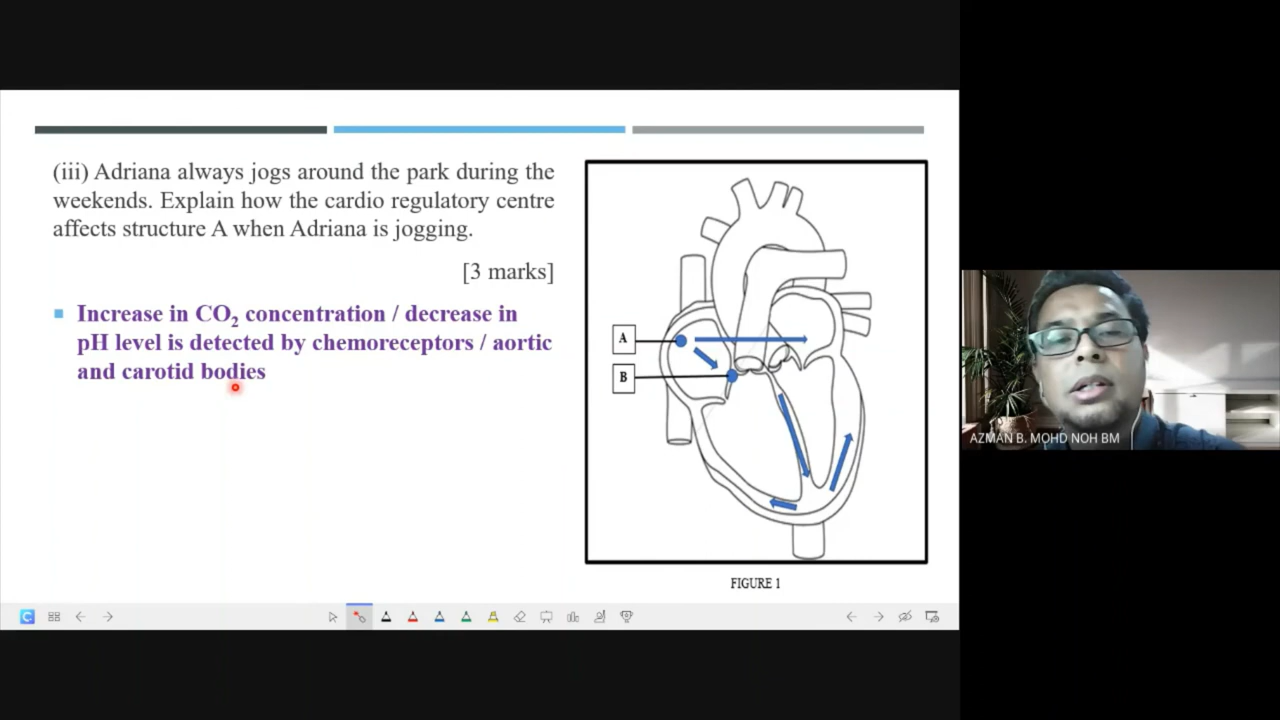 (iii) Adriana always jogs around the park during the
weekends. Explain how the cardio regulatory centre
affects structure A when Adriana is jogging.
[3 marks]
Increase in CO₂ concentration / decrease in
pH level is detected by chemoreceptors / aortic
and carotid bodies
A
B
FIGURE 1
AZMAN B. MOHD NOH BM